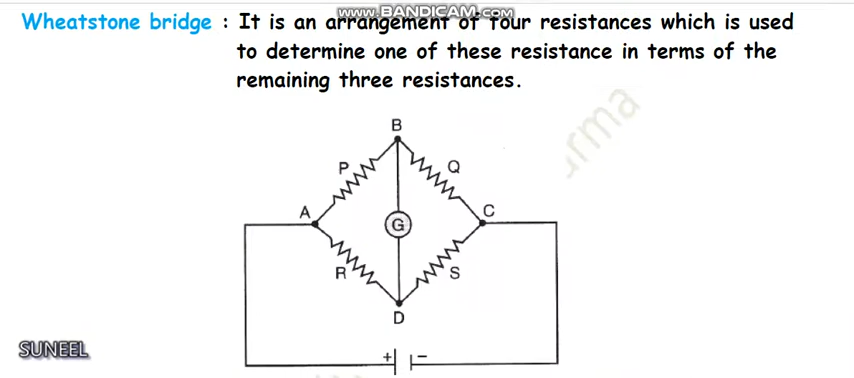 www.BANDICAM.com
Wheatstone bridge : It is an arrangement of four resistances which is used
to determine one of these resistance in terms of the
remaining three resistances.
B
P
Q
A
G
C
R
S
D
+
−
SUNEEL